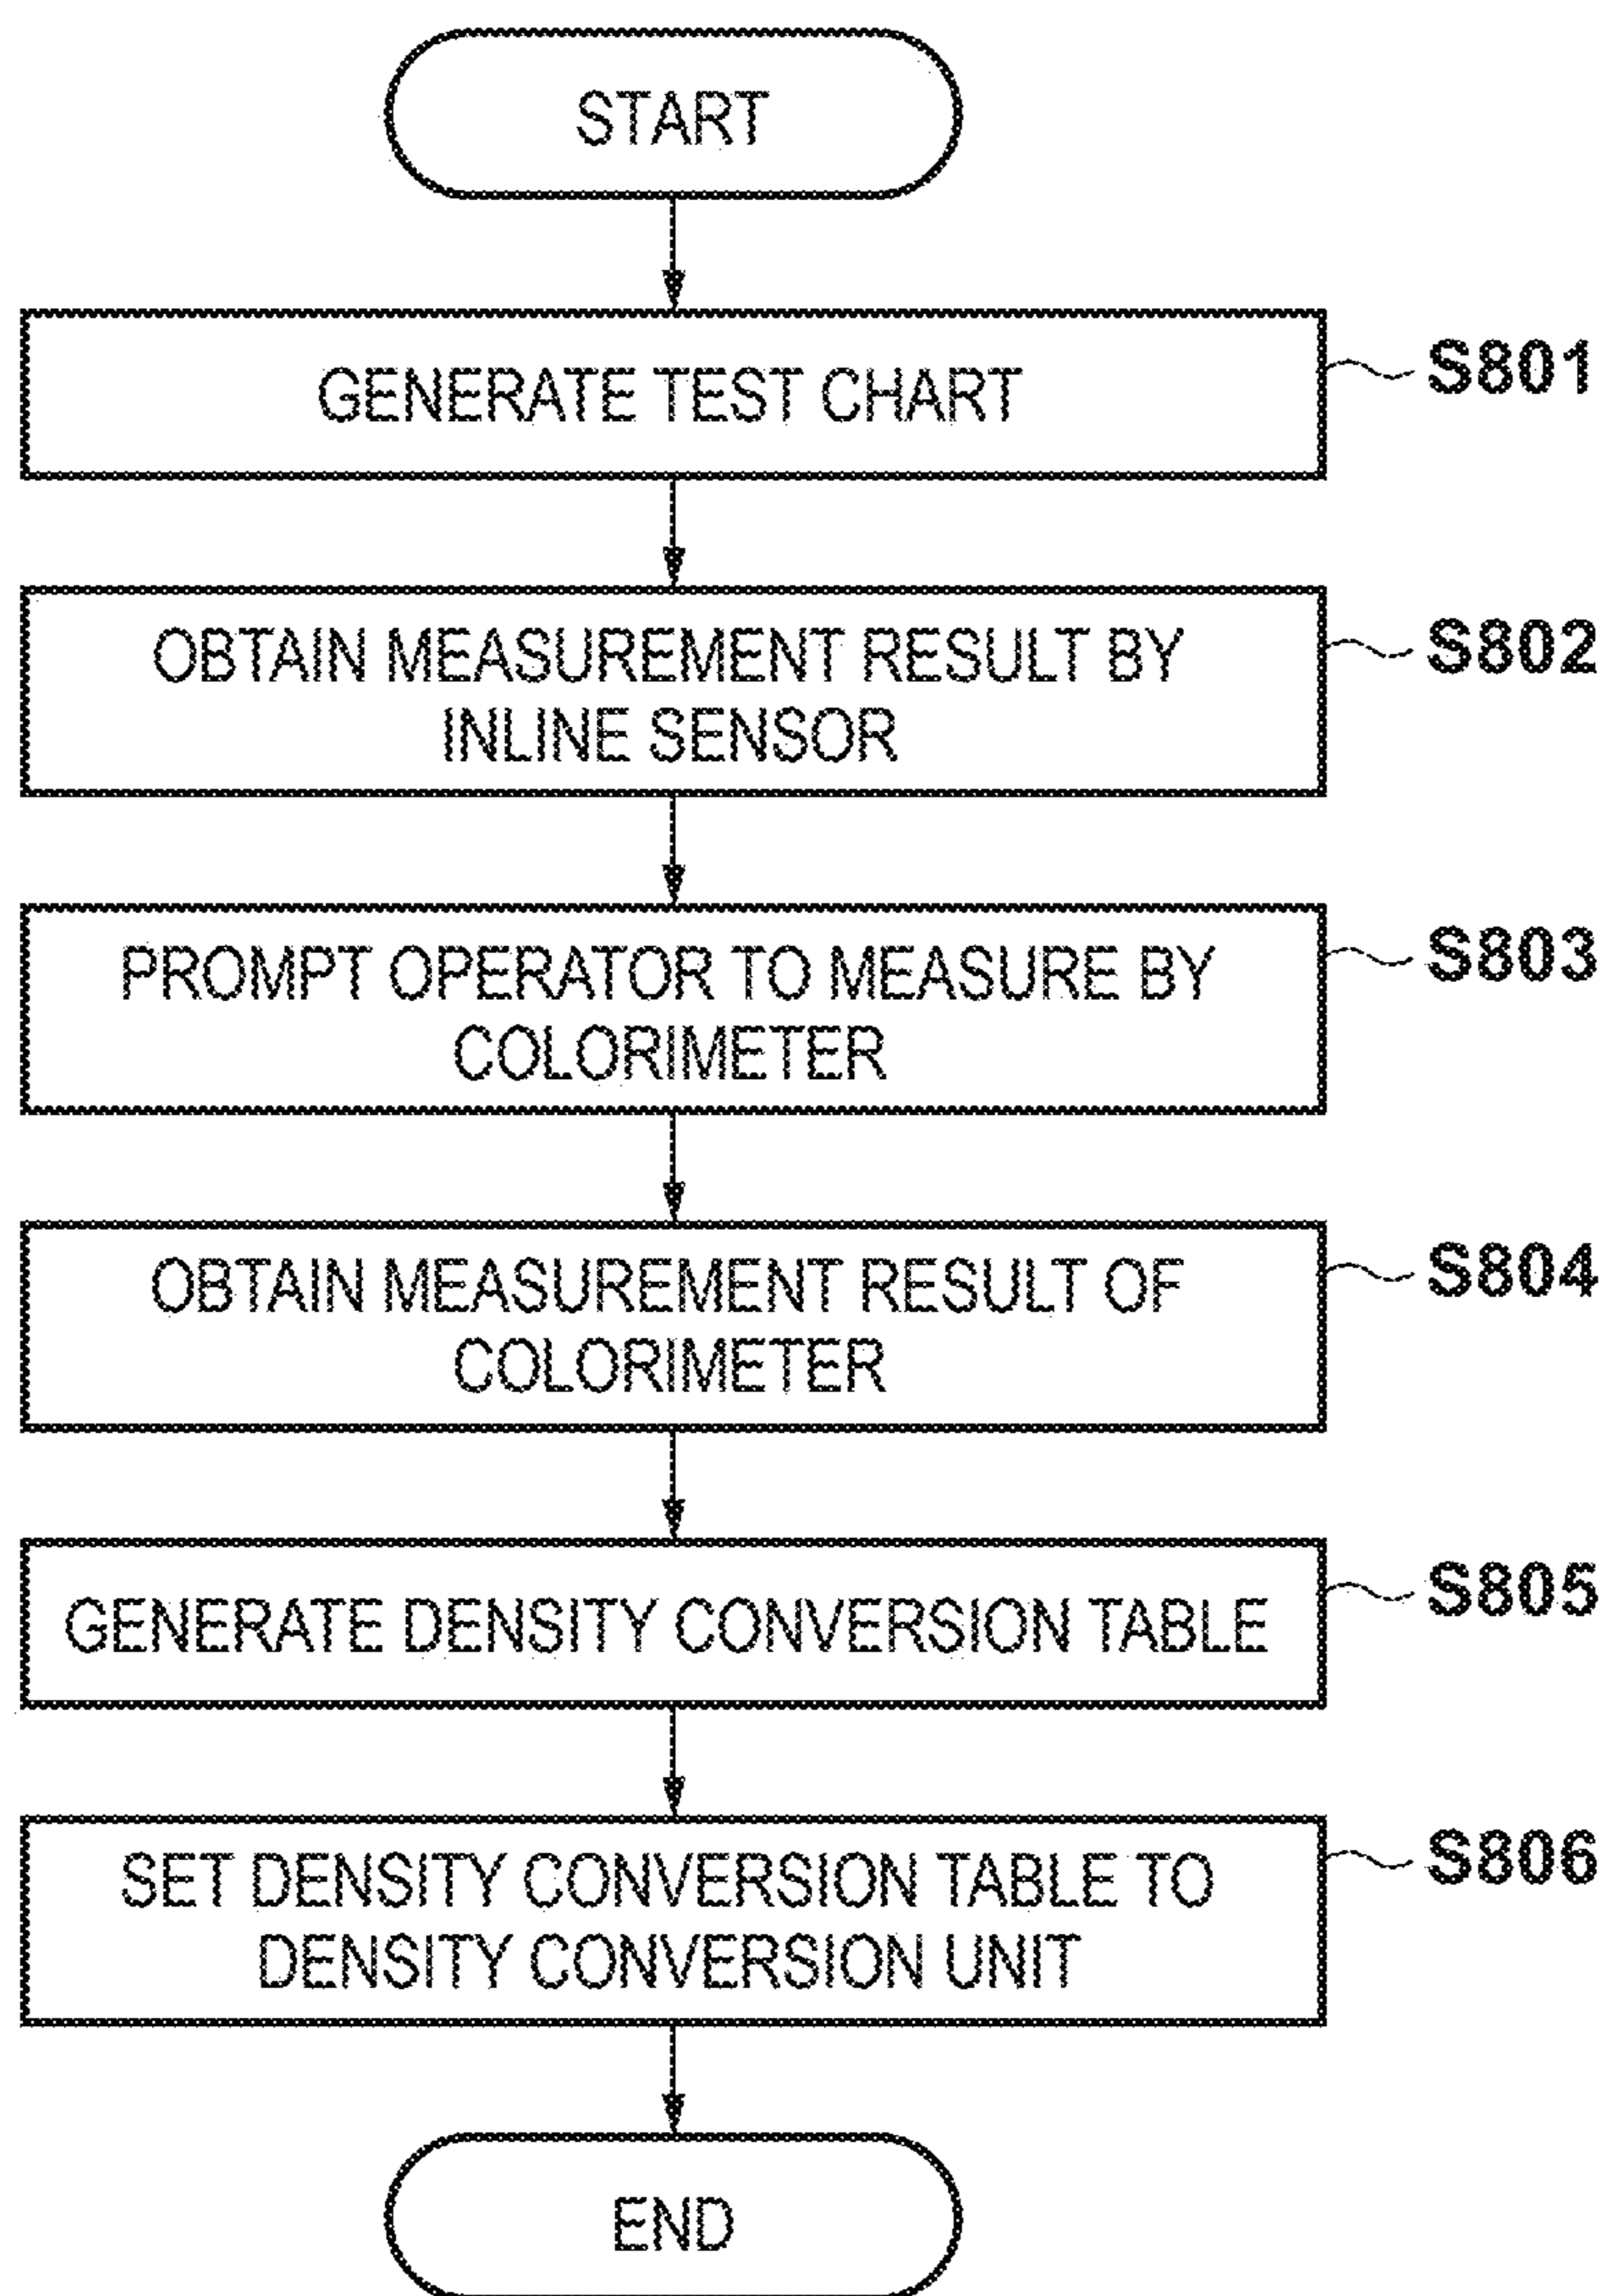 START
GENERATE TEST CHART
S801
OBTAIN MEASUREMENT RESULT BY
INLINE SENSOR
S802
PROMPT OPERATOR TO MEASURE BY
COLORIMETER
S803
OBTAIN MEASUREMENT RESULT OF
COLORIMETER
S804
GENERATE DENSITY CONVERSION TABLE
S805
SET DENSITY CONVERSION TABLE TO
DENSITY CONVERSION UNIT
S806
END